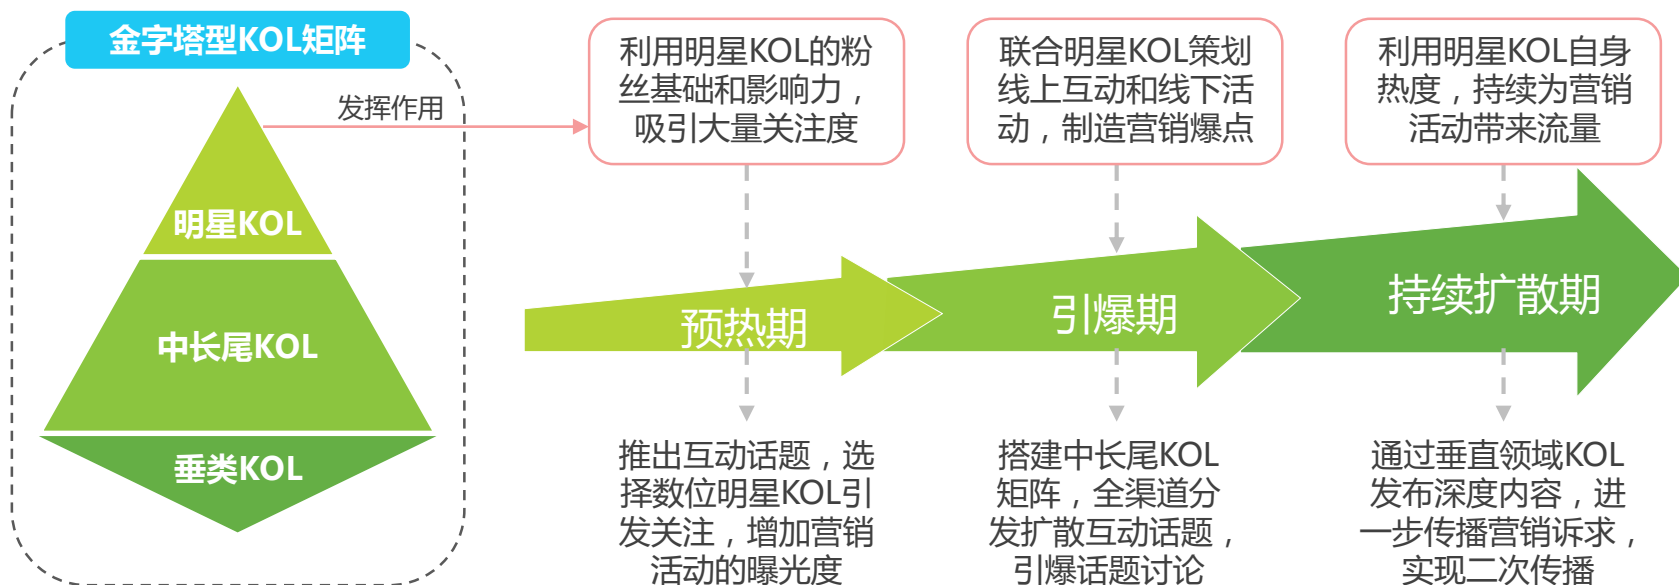 金字塔型KOL矩阵
明星KOL
中长尾KOL
垂类KOL
发挥作用
利用明星KOL的粉
丝基础和影响力，
吸引大量关注度
联合明星KOL策划
线上互动和线下活
动，制造营销爆点
利用明星KOL自身
热度，持续为营销
活动带来流量
预热期
引爆期
持续扩散期
推出互动话题，选
择数位明星KOL引
发关注，增加营销
活动的曝光度
搭建中长尾KOL
矩阵，全渠道分
发扩散互动话题，
引爆话题讨论
通过垂直领域KOL
发布深度内容，进
一步传播营销诉求，
实现二次传播